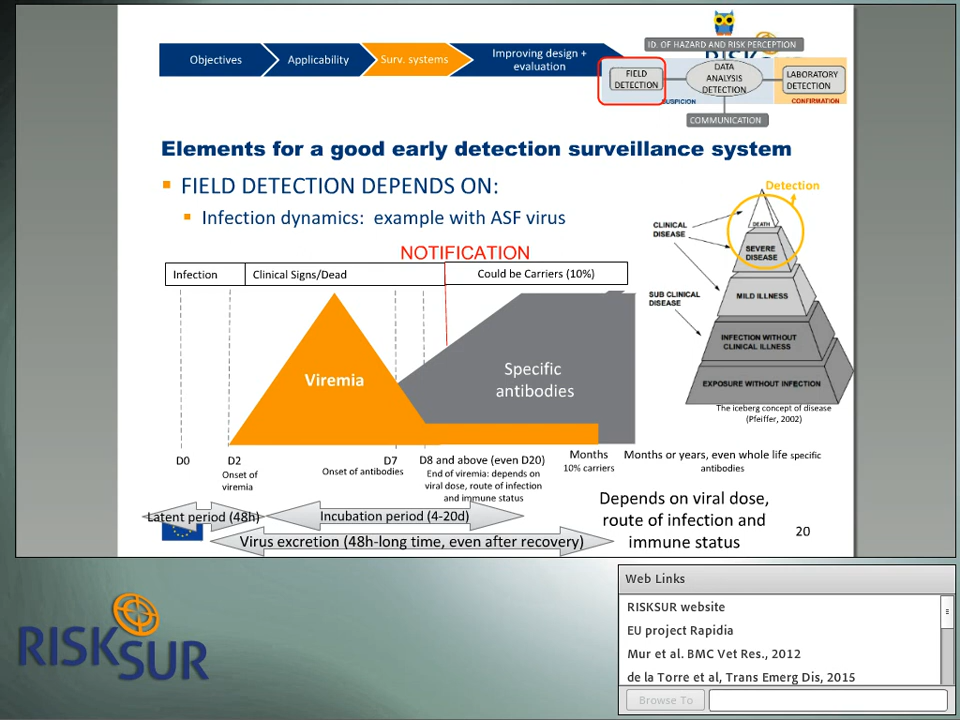 Objectives
Applicability
Surv. systems
Improving design +
evaluation
ID. OF HAZARD AND RISK PERCEPTION
FIELD
DETECTION
DATA
ANALYSIS
DETECTION
LABORATORY
DETECTION
SUSPICION
CONFIRMATION
COMMUNICATION
Elements for a good early detection surveillance system
FIELD DETECTION DEPENDS ON:
Infection dynamics: example with ASF virus
NOTIFICATION
Infection
Clinical Signs/Dead
Could be Carriers (10%)
Viremia
Specific
antibodies
Detection
CLINICAL
DISEASE
SUB CLINICAL
DISEASE
DEATH
SEVERE
DISEASE
MILD ILLNESS
INFECTION WITHOUT
CLINICAL ILLNESS
EXPOSURE WITHOUT INFECTION
The iceberg concept of disease
(Pfeiffer, 2002)
D0
D2
Onset of
viremia
D7
Onset of antibodies
D8 and above (even D20)
End of viremia: depends on
viral dose, route of infection
and immune status
Months
10% carriers
Months or years, even whole life specific
antibodies
Latent period (48h)
Incubation period (4-20d)
Virus excretion (48h-long time, even after recovery)
Depends on viral dose,
route of infection and
immune status
20
RISKSUR
Web Links
RISKSUR website
EU project Rapidia
Mur et al. BMC Vet Res., 2012
de la Torre et al, Trans Emerg Dis, 2015
Browse To